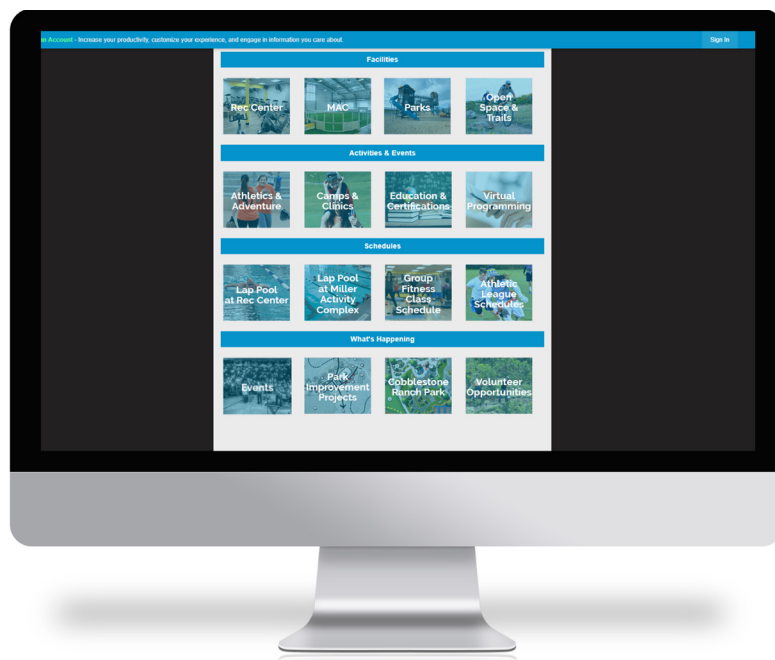 Account - Increase your productivity, customize your experience, and engage in information you care about.
Sign In
Facilities
Rec Center
MAC
Parks
Open
Space &
Trails
Activities & Events
Athletics &
Adventure
Camps &
Clinics
Education &
Certifications
Virtual
Programming
Schedules
Lap Pool
at Rec Center
Lap Pool
at Miller
Activity
Complex
Group
Fitness
Class
Schedule
Athletic
League
Schedules
What's Happening
Events
Park
Improvement
Projects
Cobblestone
Ranch Park
Volunteer
Opportunities